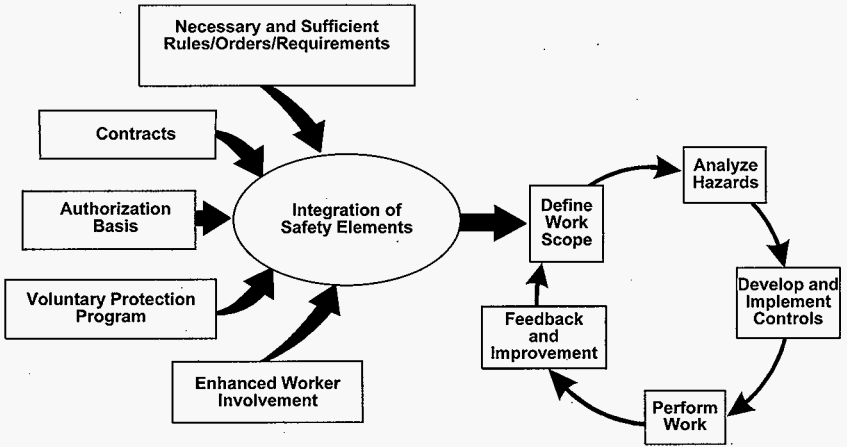 Necessary and Sufficient
Rules/Orders/Requirements
Contracts
Authorization
Basis
Voluntary Protection
Program
Enhanced Worker
Involvement
Integration of
Safety Elements
Define
Work
Scope
Analyze
Hazards
Develop and
Implement
Controls
Perform
Work
Feedback
and
Improvement